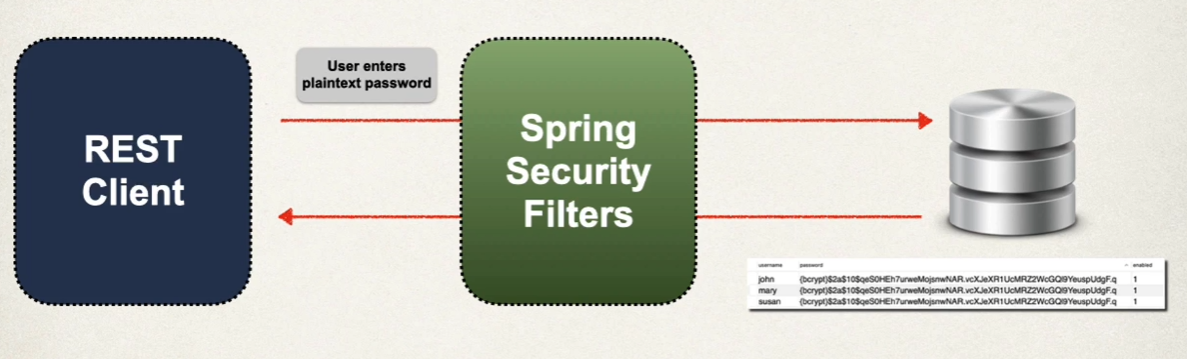 REST
Client
User enters
plaintext password
Spring
Security
Filters
username password enabled
john {bcrypt}$2a$10$qeS0HEh7urweMojsnwNAR.vcXJeXR1UcMRZ2WcGQl9YeuspUdgF.q 1
mary {bcrypt}$2a$10$qeS0HEh7urweMojsnwNAR.vcXJeXR1UcMRZ2WcGQl9YeuspUdgF.q 1
susan {bcrypt}$2a$10$qeS0HEh7urweMojsnwNAR.vcXJeXR1UcMRZ2WcGQl9YeuspUdgF.q 1